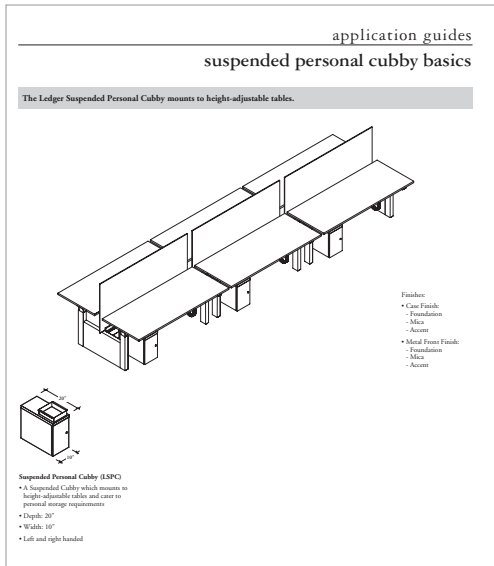 application guides
suspended personal cubby basics
The Ledger Suspended Personal Cubby mounts to height-adjustable tables.
Finishes:
• Case Finish:
- Foundation
- Mica
- Accent
• Metal Front Finish:
- Foundation
- Mica
- Accent
20"
10"
Suspended Personal Cubby (LSPC)
• A Suspended Cubby which mounts to
height-adjustable tables and cater to
personal storage requirements
• Depth: 20"
• Width: 10"
• Left and right handed